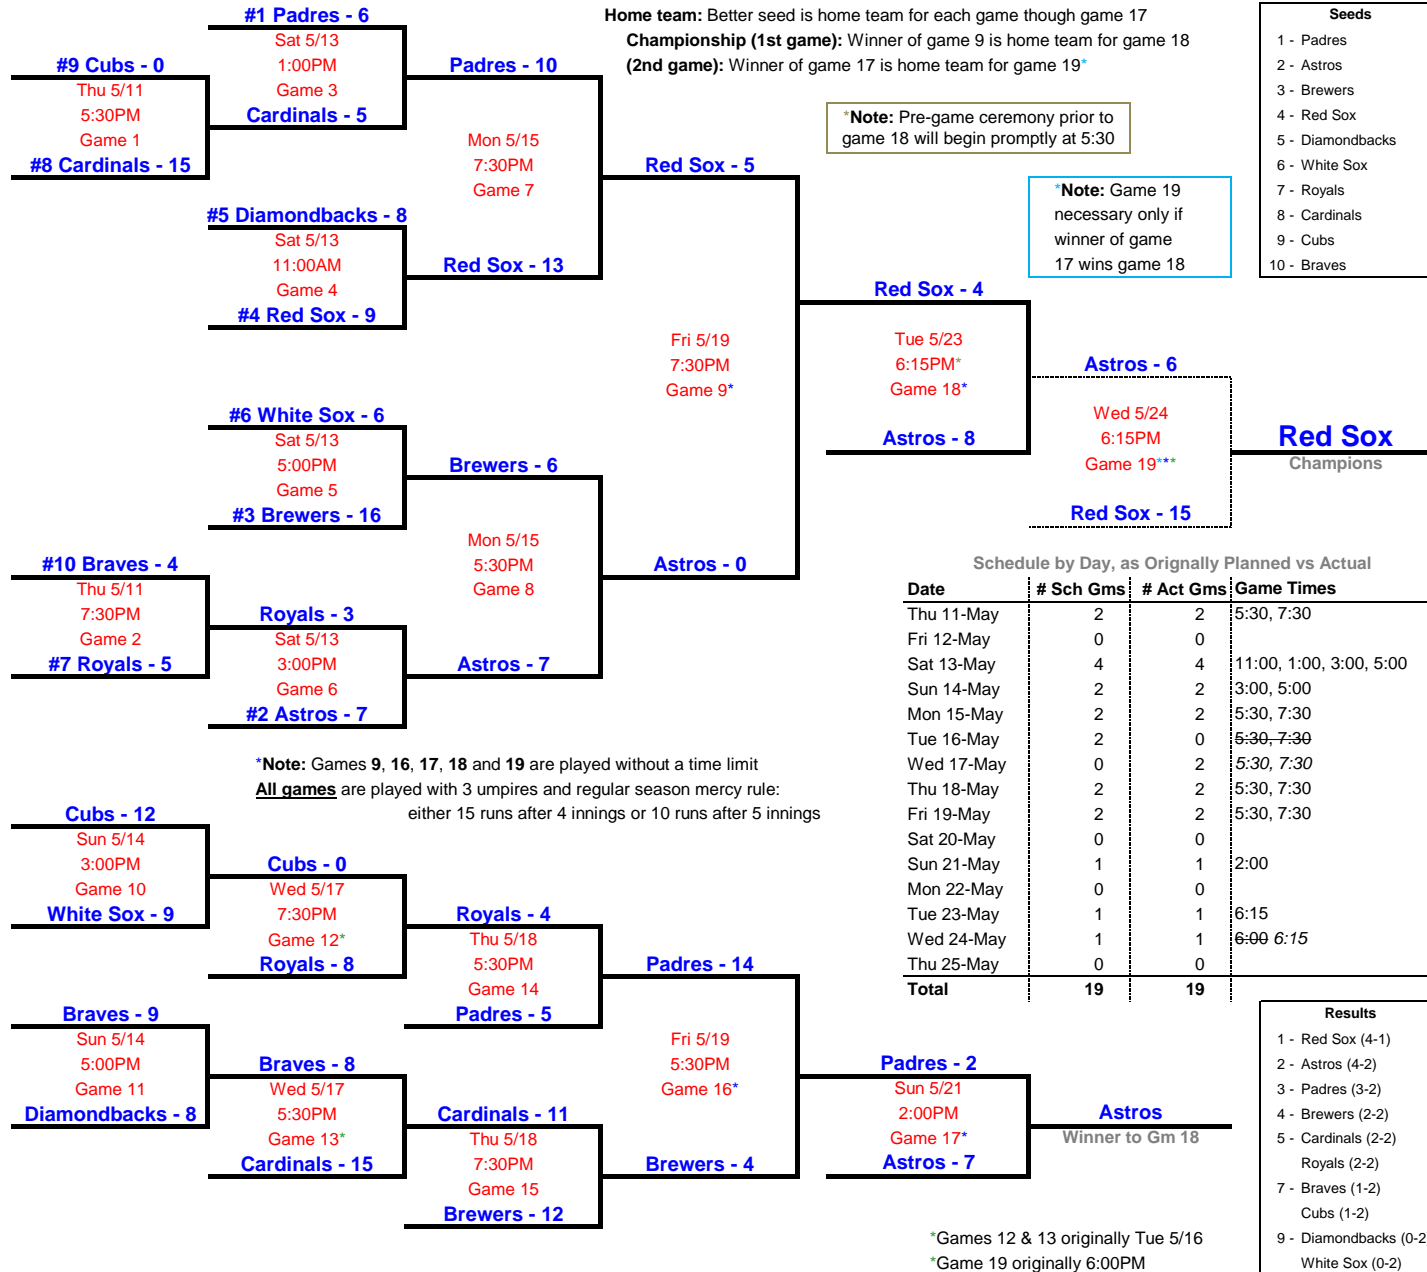 #1 Padres - 6
Sat 5/13
1:00PM
Game 3
Cardinals - 5
#9 Cubs - 0
Thu 5/11
5:30PM
Game 1
#8 Cardinals - 15
Padres - 10
Mon 5/15
7:30PM
Game 7
Red Sox - 13
#5 Diamondbacks - 8
Sat 5/13
11:00AM
Game 4
#4 Red Sox - 9
Home team: Better seed is home team for each game though game 17
Championship (1st game): Winner of game 9 is home team for game 18
(2nd game): Winner of game 17 is home team for game 19*
*Note: Pre-game ceremony prior to
game 18 will begin promptly at 5:30
*Note: Game 19
necessary only if
winner of game
17 wins game 18
Seeds
1 - Padres
2 - Astros
3 - Brewers
4 - Red Sox
5 - Diamondbacks
6 - White Sox
7 - Royals
8 - Cardinals
9 - Cubs
10 - Braves
Red Sox - 5
Fri 5/19
7:30PM
Game 9*
Astros - 0
Red Sox - 4
Tue 5/23
6:15PM*
Game 18*
Astros - 8
Astros - 6
Wed 5/24
6:15PM
Game 19***
Red Sox - 15
Red Sox
Champions
#6 White Sox - 6
Sat 5/13
5:00PM
Game 5
#3 Brewers - 16
Brewers - 6
Mon 5/15
5:30PM
Game 8
Astros - 7
#10 Braves - 4
Thu 5/11
7:30PM
Game 2
#7 Royals - 5
Royals - 3
Sat 5/13
3:00PM
Game 6
#2 Astros - 7
*Note: Games 9, 16, 17, 18 and 19 are played without a time limit
All games are played with 3 umpires and regular season mercy rule:
either 15 runs after 4 innings or 10 runs after 5 innings
Schedule by Day, as Orignally Planned vs Actual
Date # Sch Gms # Act Gms Game Times
Thu 11-May 2 2 5:30, 7:30
Fri 12-May 0 0
Sat 13-May 4 4 11:00, 1:00, 3:00, 5:00
Sun 14-May 2 2 3:00, 5:00
Mon 15-May 2 2 5:30, 7:30
Tue 16-May 2 0 5:30, 7:30
Wed 17-May 0 2 5:30, 7:30
Thu 18-May 2 2 5:30, 7:30
Fri 19-May 2 2 5:30, 7:30
Sat 20-May 0 0
Sun 21-May 1 1 2:00
Mon 22-May 0 0
Tue 23-May 1 1 6:15
Wed 24-May 1 1 6:00 6:15
Thu 25-May 0 0
Total 19 19
Cubs - 12
Sun 5/14
3:00PM
Game 10
White Sox - 9
Cubs - 0
Wed 5/17
7:30PM
Game 12*
Royals - 8
Royals - 4
Thu 5/18
5:30PM
Game 14
Padres - 5
Braves - 9
Sun 5/14
5:00PM
Game 11
Diamondbacks - 8
Braves - 8
Wed 5/17
5:30PM
Game 13*
Cardinals - 15
Cardinals - 11
Thu 5/18
7:30PM
Game 15
Brewers - 12
Padres - 14
Fri 5/19
5:30PM
Game 16*
Brewers - 4
Padres - 2
Sun 5/21
2:00PM
Game 17*
Astros - 7
Astros
Winner to Gm 18
Results
1 - Red Sox (4-1)
2 - Astros (4-2)
3 - Padres (3-2)
4 - Brewers (2-2)
5 - Cardinals (2-2)
Royals (2-2)
7 - Braves (1-2)
Cubs (1-2)
9 - Diamondbacks (0-2
White Sox (0-2)
*Games 12 & 13 originally Tue 5/16
*Game 19 originally 6:00PM